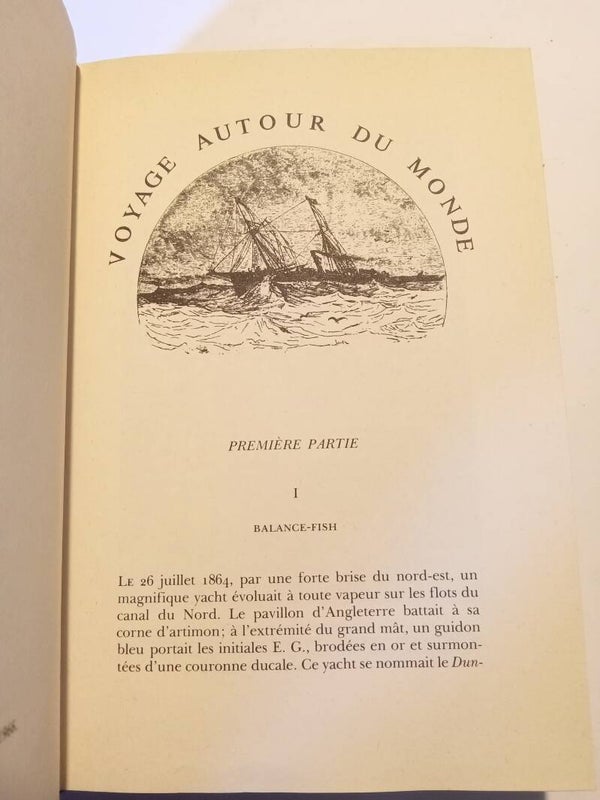 VOYAGE AUTOUR DU MONDE
PREMIÈRE PARTIE
I
BALANCE-FISH
LE 26 juillet 1864, par une forte brise du nord-est, un
magnifique yacht évoluait à toute vapeur sur les flots du
canal du Nord. Le pavillon d'Angleterre battait à sa
corne d'artimon; à l'extrémité du grand mât, un guidon
bleu portait les initiales E. G., brodées en or et surmon-
tées d'une couronne ducale. Ce yacht se nommait le Dun-